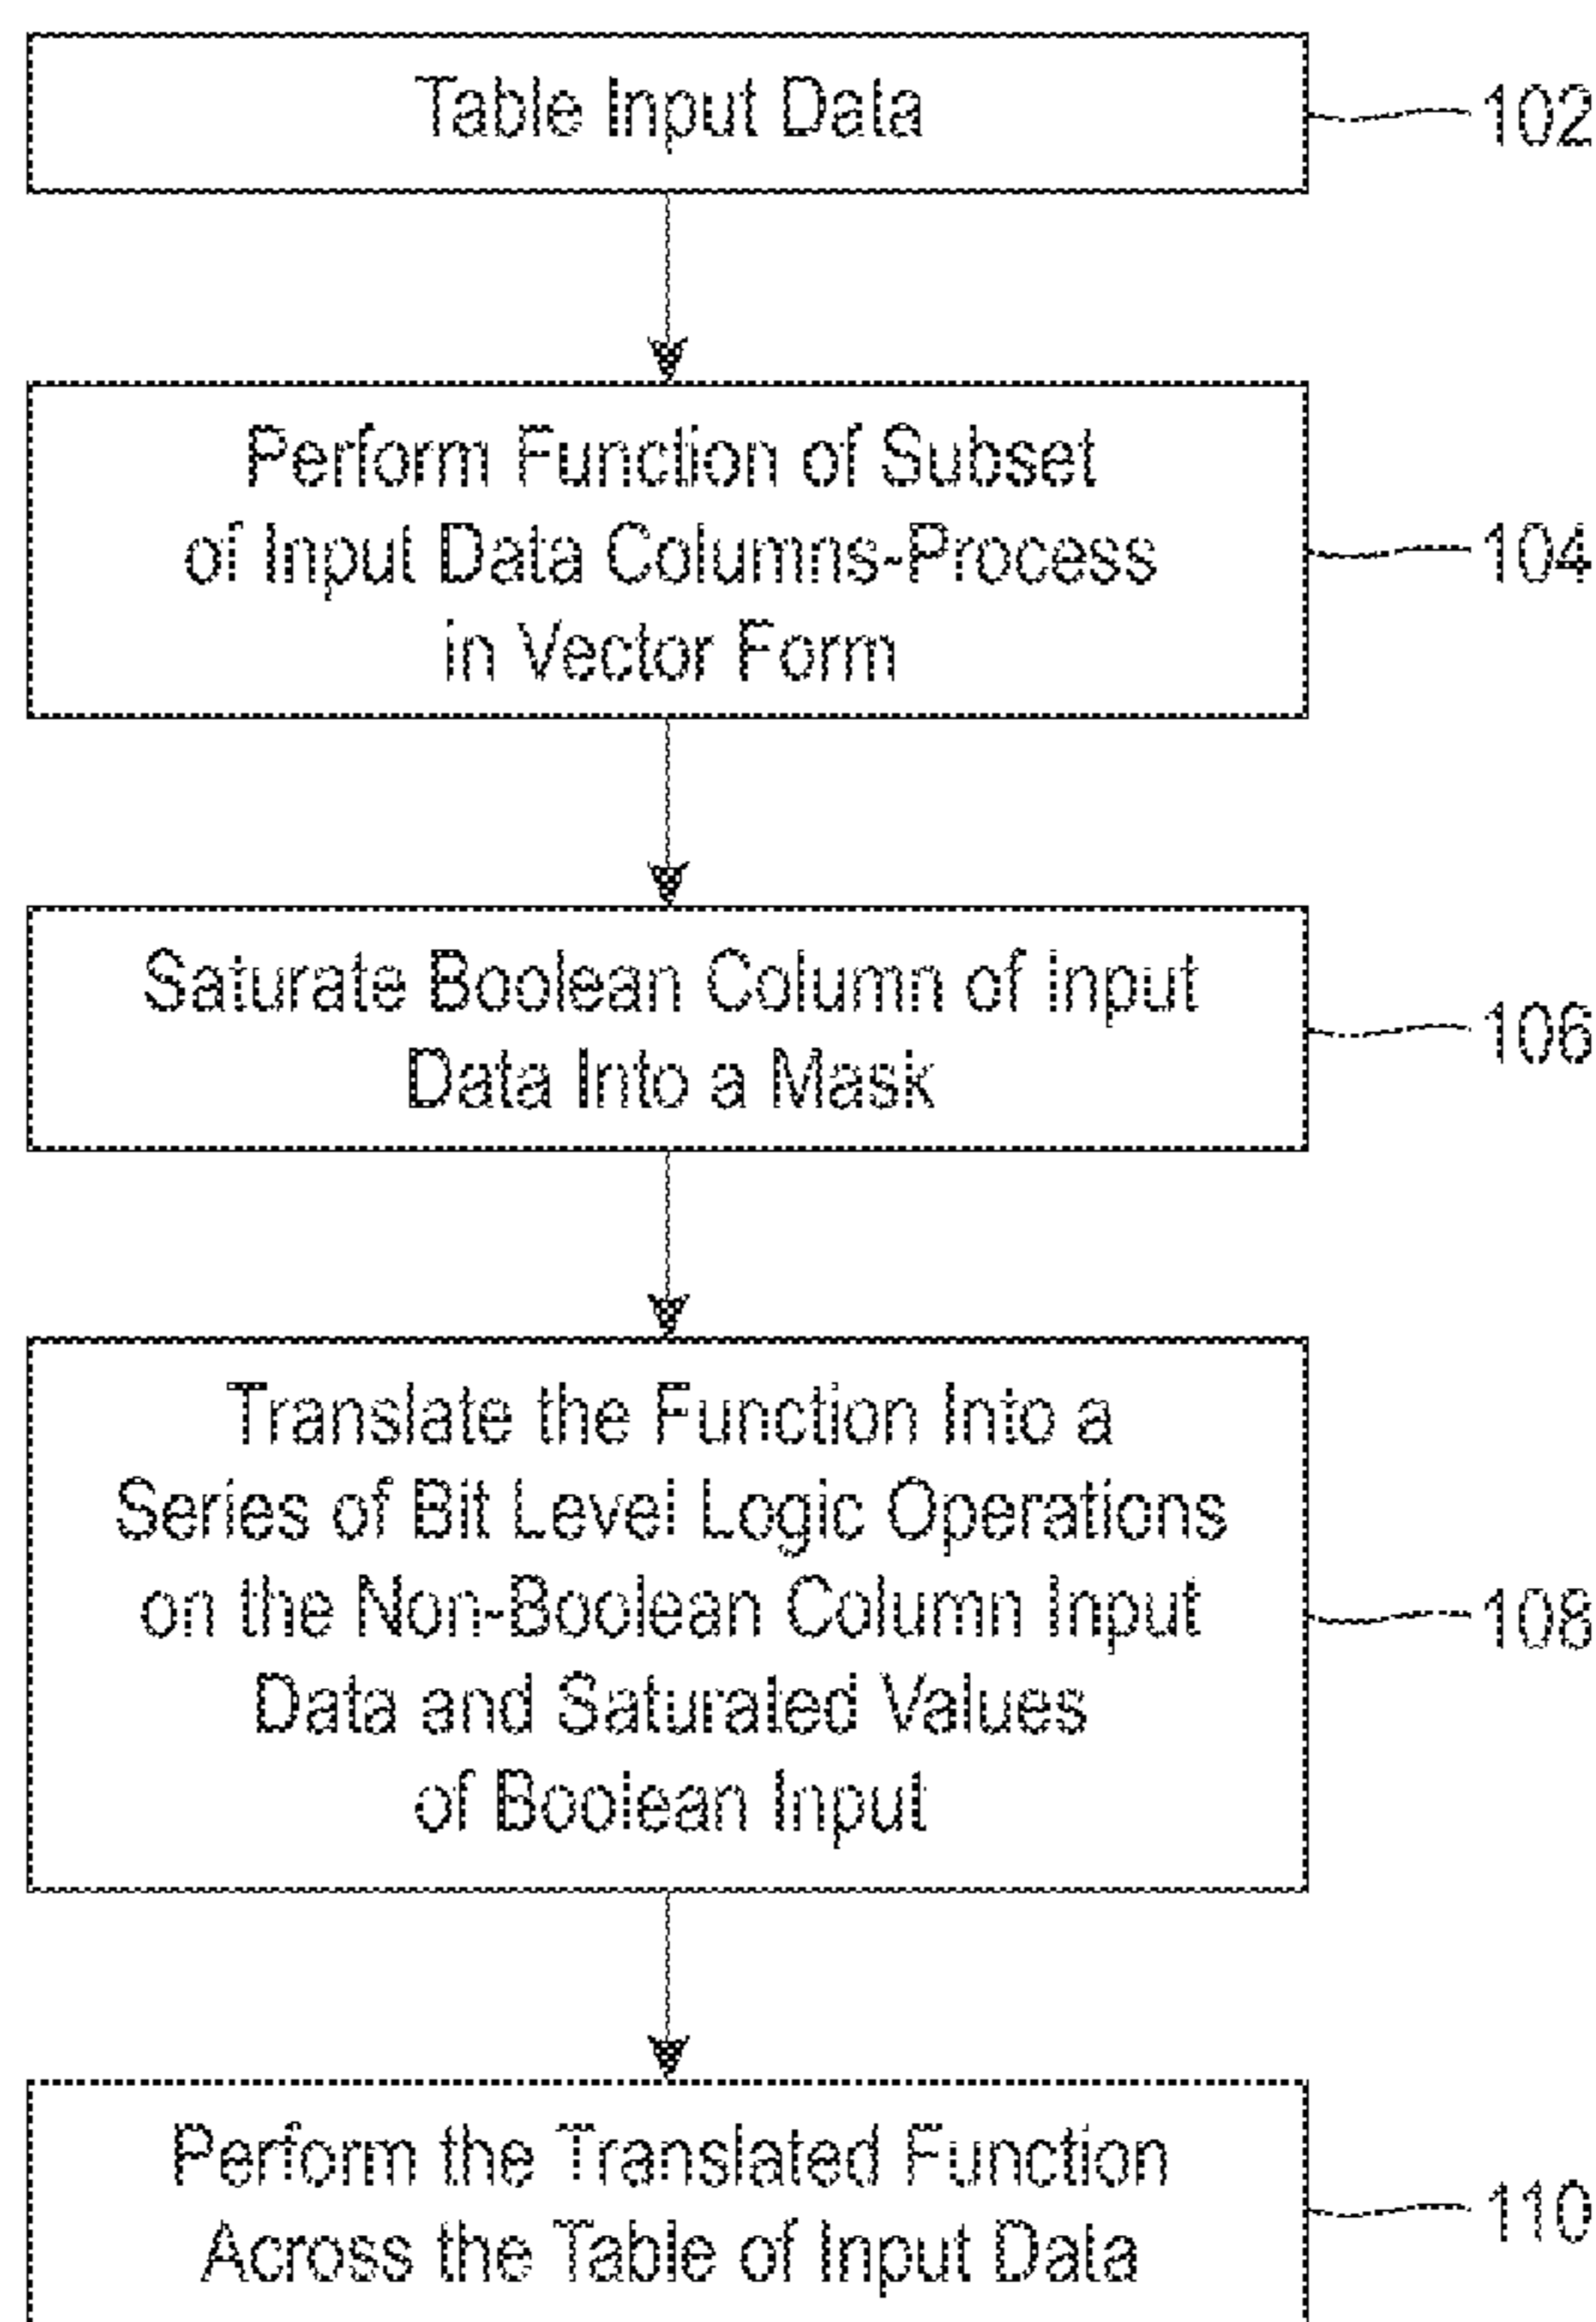 Table Input Data
102
Perform Function of Subset
of Input Data Columns-Process
in Vector Form
104
Saturate Boolean Column of Input
Data Into a Mask
106
Translate the Function Into a
Series of Bit Level Logic Operations
on the Non-Boolean Column Input
Data and Saturated Values
of Boolean Input
108
Perform the Translated Function
Across the Table of Input Data
110